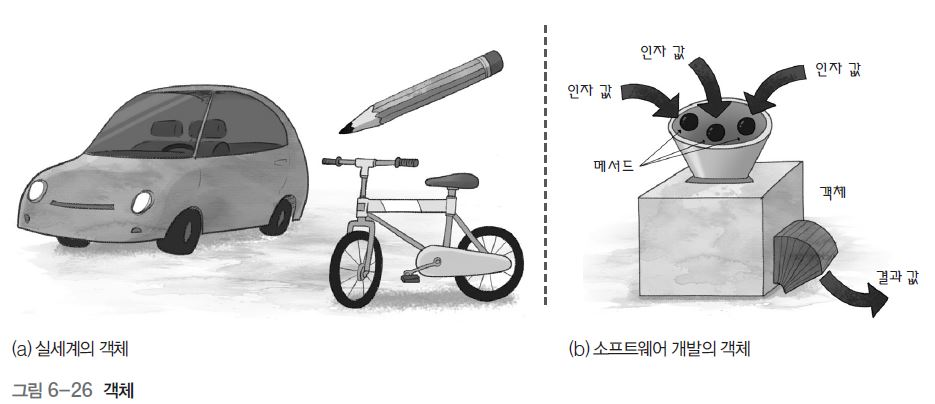 인자 값
인자 값
인자 값
메서드
객체
결과 값
(a) 실세계의 객체
(b) 소프트웨어 개발의 객체
그림 6-26 객체